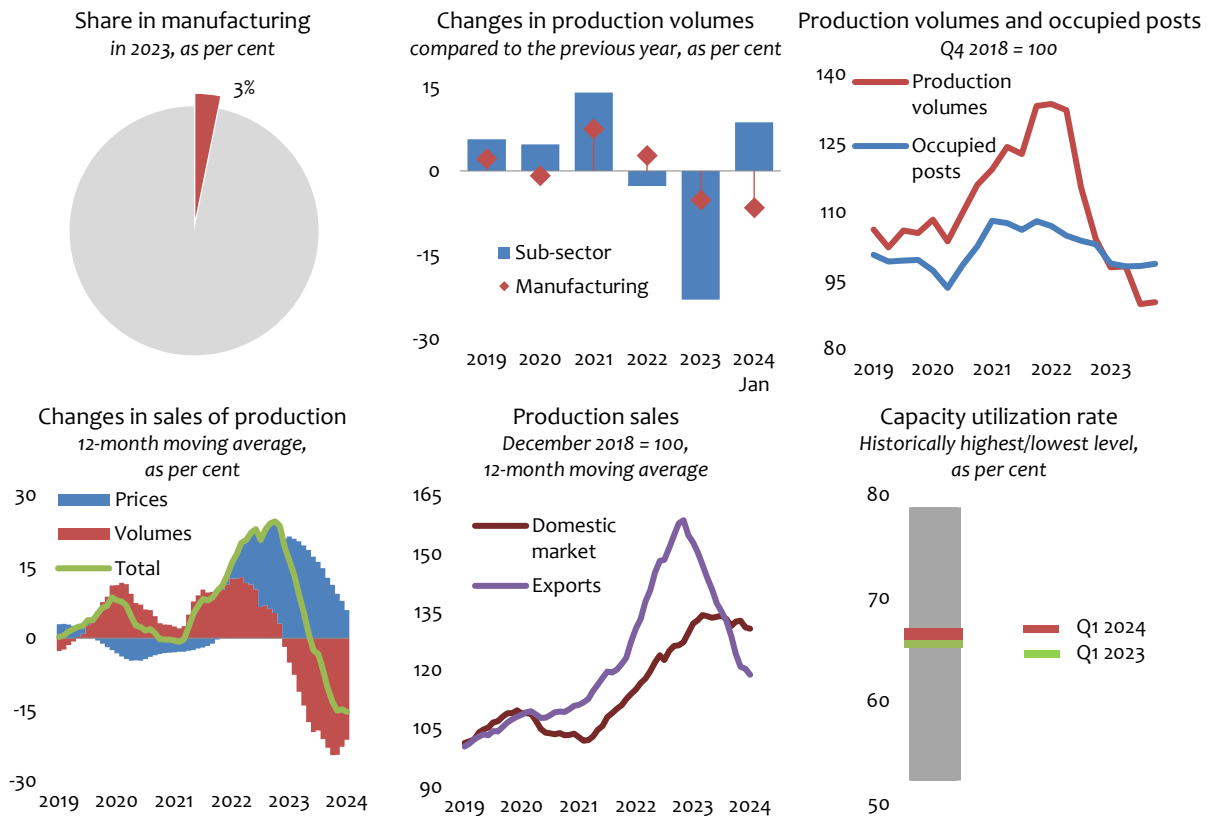 Share in manufacturing
in 2023, as per cent
3%
Changes in production volumes
compared to the previous year, as per cent
15
0
-15
-30
Sub-sector
Manufacturing
2019 2020 2021 2022 2023 2024
Jan
Production volumes and occupied posts
Q4 2018 = 100
140
125
110
95
80
Production
volumes
Occupied
posts
2019 2020 2021 2022 2023
Changes in sales of production
12-month moving average,
as per cent
30
15
0
-15
-30
Prices
Volumes
Total
2019 2020 2021 2022 2023 2024
Production sales
December 2018 = 100,
12-month moving average
165
150
135
120
105
90
Domestic
market
Exports
2019 2020 2021 2022 2023 2024
Capacity utilization rate
Historically highest/lowest level,
as per cent
80
70
60
50
Q1 2024
Q1 2023